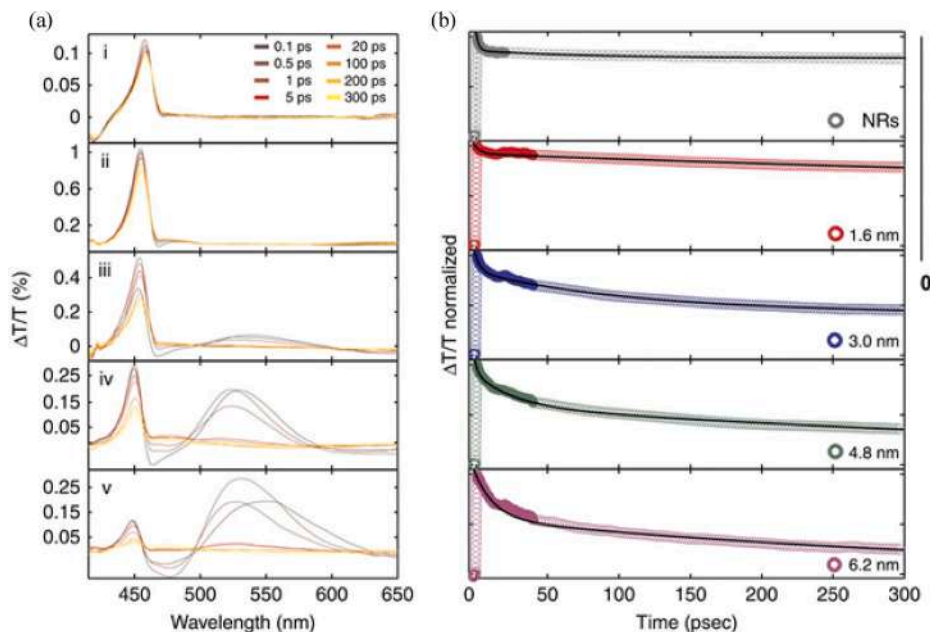 (a)
(b)
i
0.1 ps 20 ps
0.5 ps 100 ps
1 ps 200 ps
5 ps 300 ps
0.10
0.05
0
ii
1.0
0.6
0
iii
0.4
0.2
0
iv
0.25
0.15
0.05
v
0.25
0.15
0.05
ΔT/T (%)
450 500 550 600 650
Wavelength (nm)
NRs
1.6 nm
3.0 nm
4.8 nm
6.2 nm
ΔT/T normalized
0 50 100 150 200 250 300
Time (psec)
0